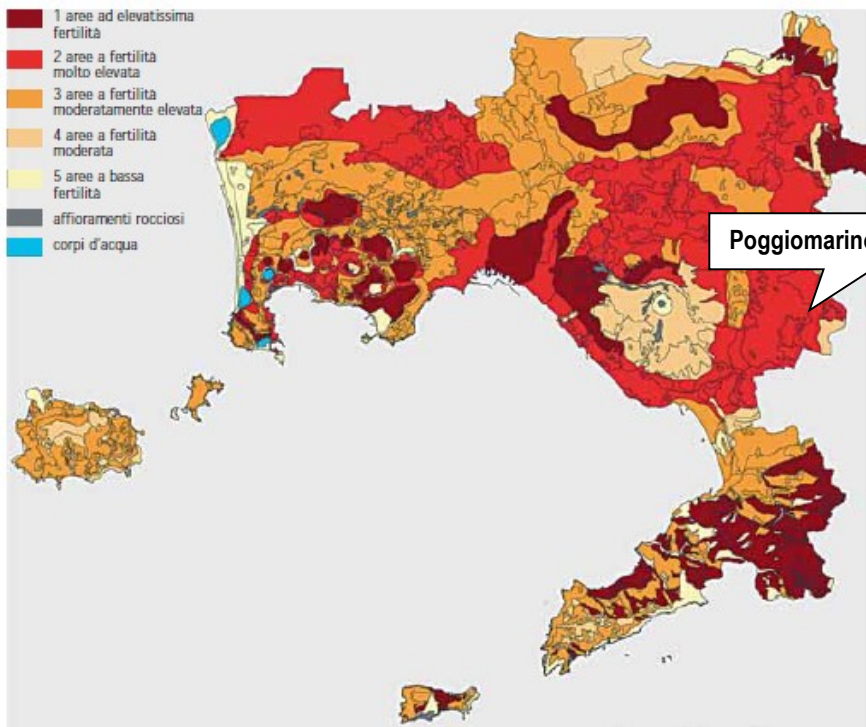 1 aree ad elevatissima
fertilità
2 aree a fertilità
molto elevata
3 aree a fertilità
moderatamente elevata
4 aree a fertilità
moderata
5 aree a bassa
fertilità
affioramenti rocciosi
corpi d'acqua
Poggiomarino